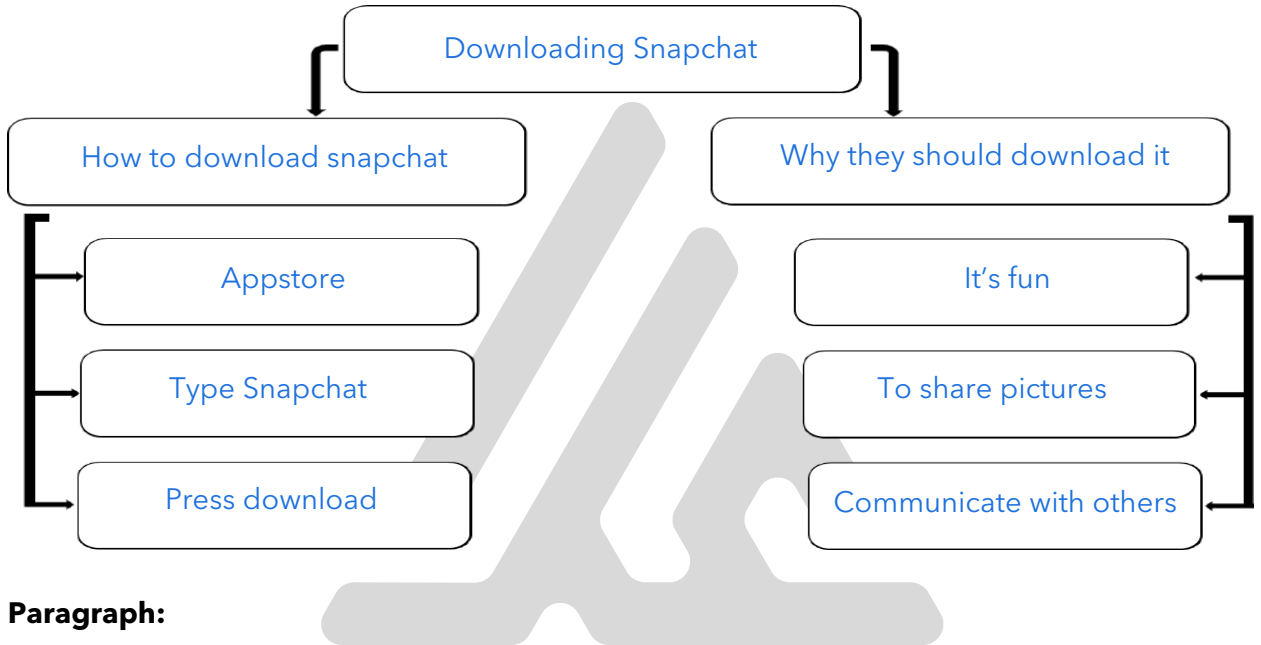 Downloading Snapchat
How to download snapchat
Why they should download it
Appstore
It's fun
Type Snapchat
To share pictures
Press download
Communicate with others
Paragraph: